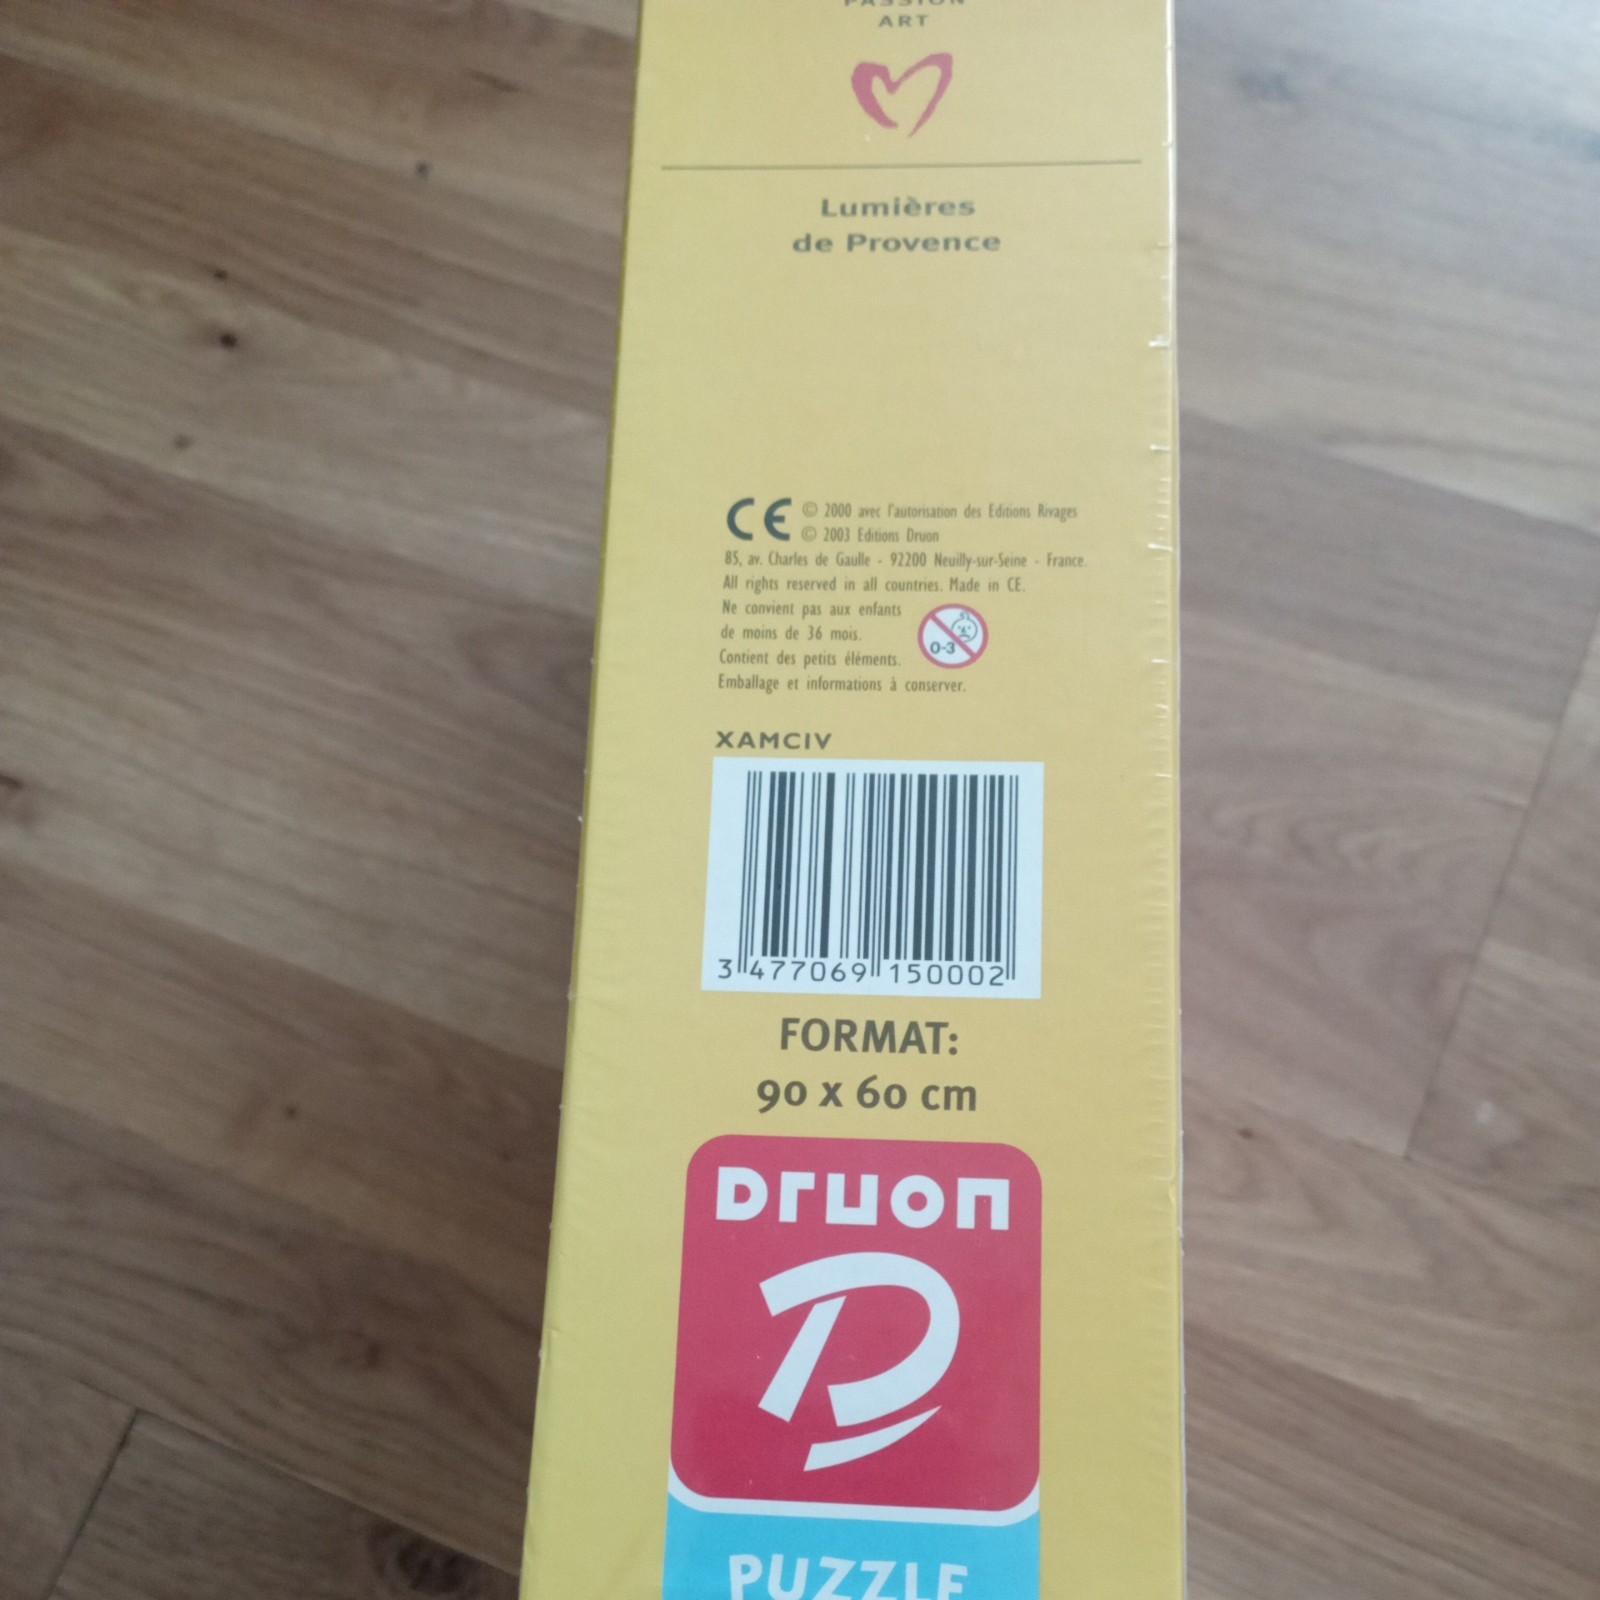 PASSION
ART
Lumières
de Provence
CE © 2000 avec l'autorisation des Editions Rivages
© 2003 Editions Druon
85, av. Charles de Gaulle - 92200 Neuilly-sur-Seine - France.
All rights reserved in all countries. Made in CE.
Ne convient pas aux enfants
de moins de 36 mois.
0-3
Contient des petits éléments.
Emballage et informations à conserver.
XAMCIV
3 477069 150002
FORMAT:
90 x 60 cm
Druon
D
PUZZLE